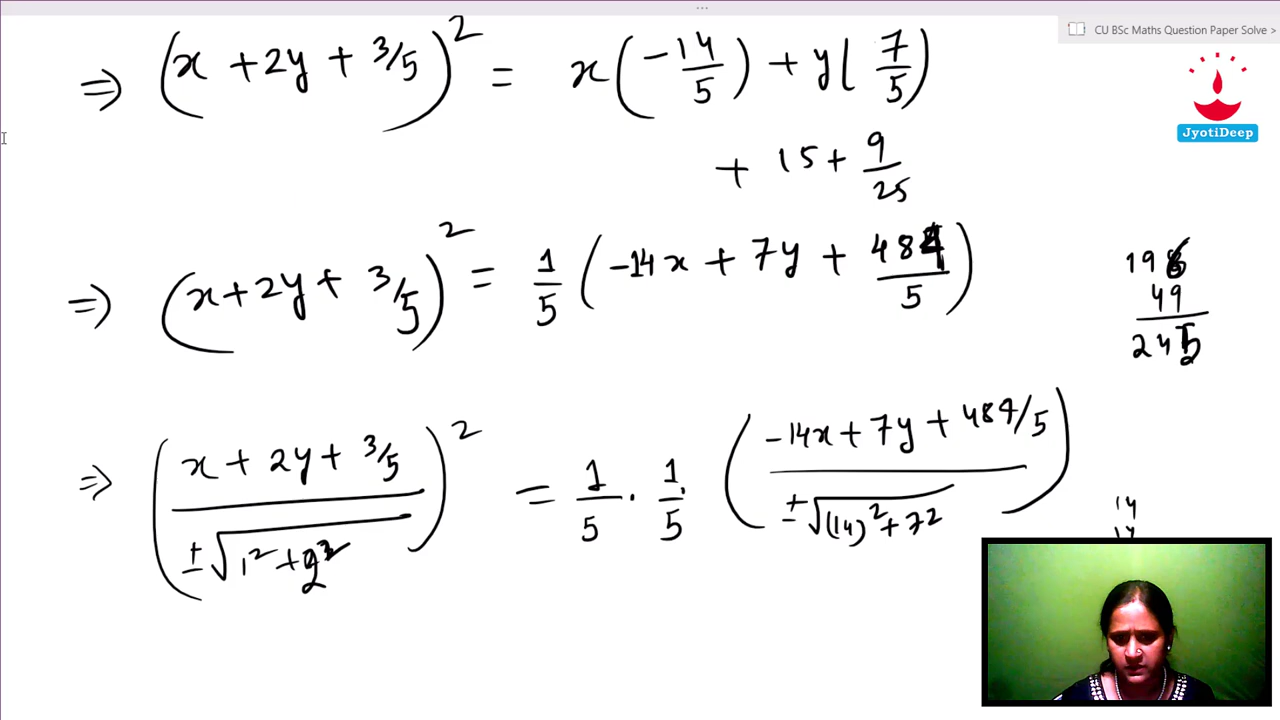 CU BSc Maths Question Paper Solve >
JyotiDeep
⇒ (x + 2y + 3/5)² = x(-14/5) + y(7/5)
+ 15 + 9/25
⇒ (x + 2y + 3/5)² = 1/5 (-14x + 7y + 484/5)
196
49
245
⇒ ((x + 2y + 3/5)/(±√(1² + 2²)))² = 1/5 · 1/5 ((-14x + 7y + 484/5)/(±√((14)² + 7²)))
14
14